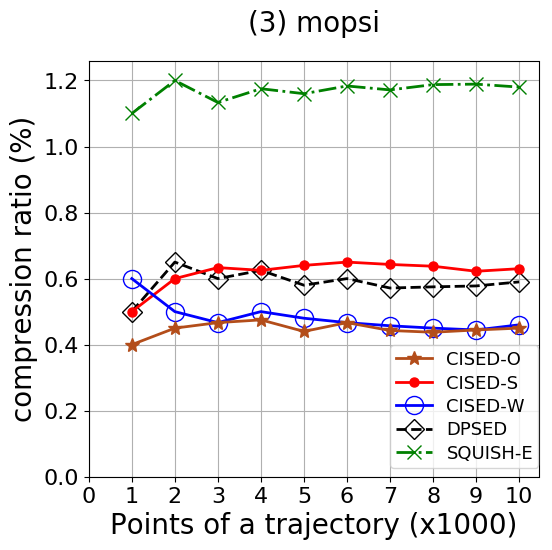 (3) mopsi
compression ratio (%)
1.2
1.0
0.8
0.6
0.4
0.2
0.0
CISED-O
CISED-S
CISED-W
DPSED
SQUISH-E
0 1 2 3 4 5 6 7 8 9 10
Points of a trajectory (x1000)